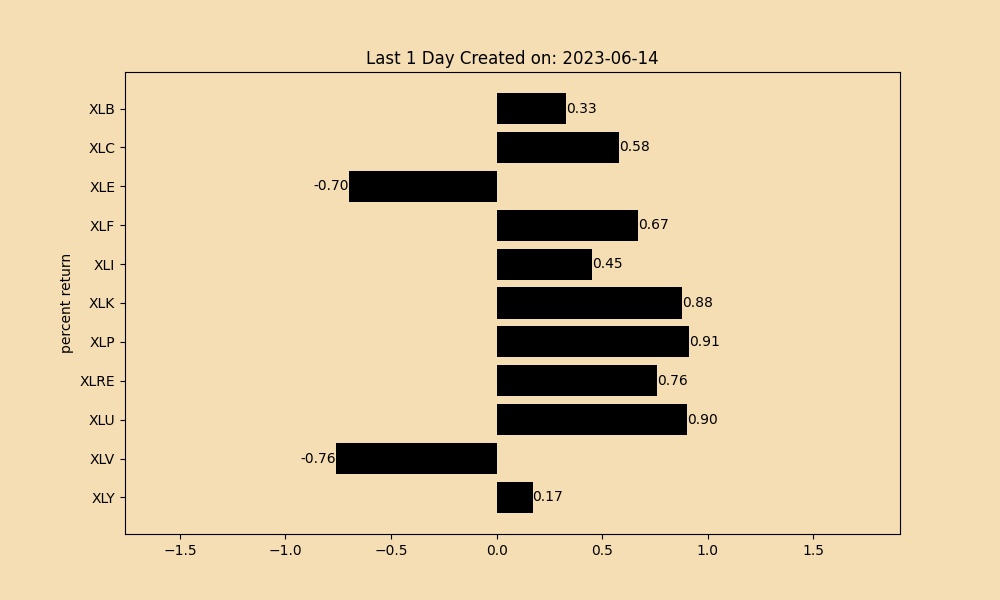 Last 1 Day Created on: 2023-06-14
XLB
0.33
XLC
0.58
XLE
-0.70
XLF
0.67
XLI
0.45
XLK
0.88
XLP
0.91
XLRE
0.76
XLU
0.90
XLV
-0.76
XLY
0.17
percent return
−1.5
−1.0
−0.5
0.0
0.5
1.0
1.5